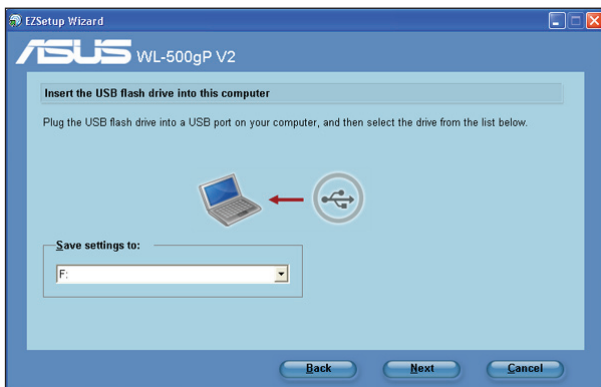 EZSetup Wizard
ASUS WL-500gP V2
Insert the USB flash drive into this computer
Plug the USB flash drive into a USB port on your computer, and then select the drive from the list below.
Save settings to:
F:
Back Next Cancel